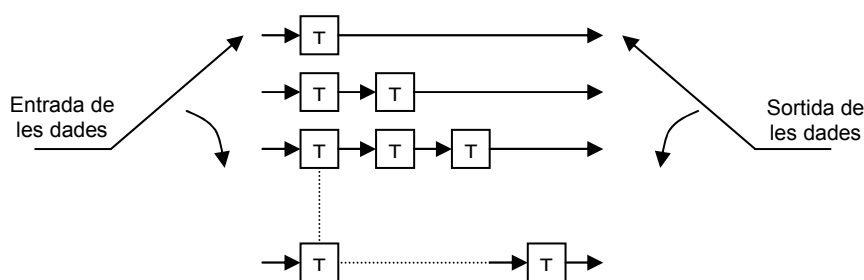 T
Entrada de
les dades
T T
Sortida de
les dades
T T T
T T